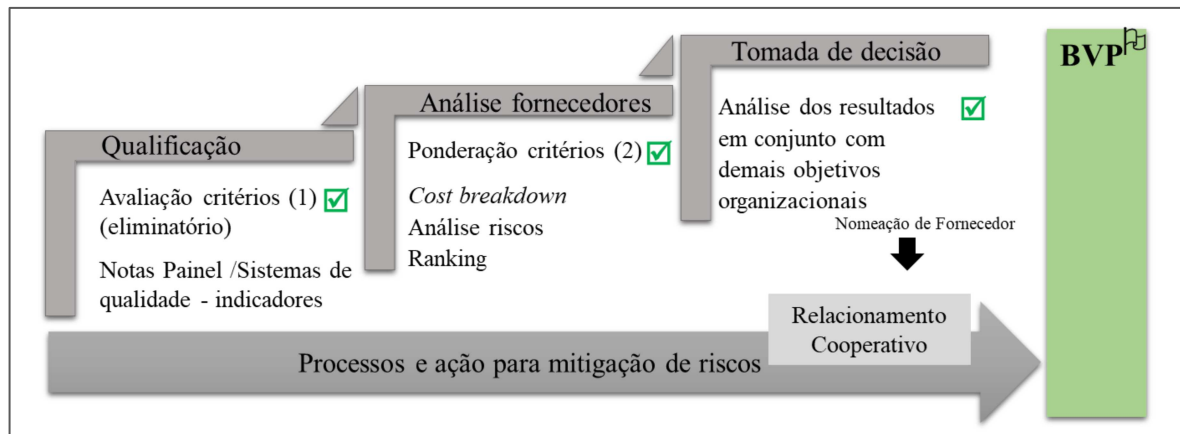 Qualificação
Avaliação critérios (1)
(eliminatório)
Notas Painel /Sistemas de
qualidade - indicadores
Análise fornecedores
Ponderação critérios (2)
Cost breakdown
Análise riscos
Ranking
Tomada de decisão
Análise dos resultados
em conjunto com
demais objetivos
organizacionais
Nomeação de Fornecedor
Relacionamento
Cooperativo
Processos e ação para mitigação de riscos
BVP